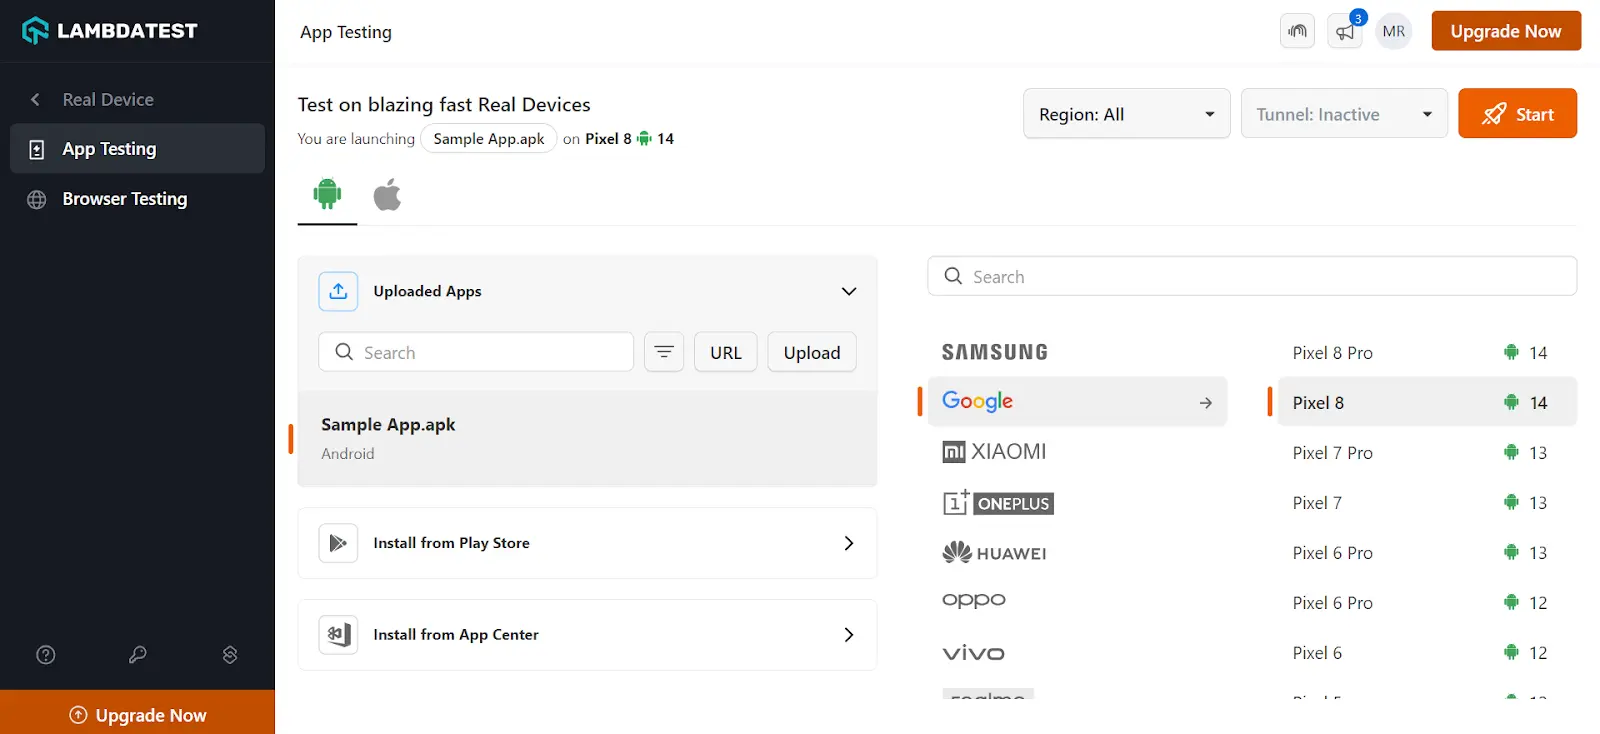 LAMBDATEST
Real Device
App Testing
Browser Testing
Upgrade Now
App Testing
3
MR
Upgrade Now
Test on blazing fast Real Devices
You are launching Sample App.apk on Pixel 8 14
Region: All
Tunnel: Inactive
Start
Uploaded Apps
Search
URL
Upload
Sample App.apk
Android
Install from Play Store
Install from App Center
Search
SAMSUNG
Google
XIAOMI
ONEPLUS
HUAWEI
oppo
vivo
realme
Pixel 8 Pro 14
Pixel 8 14
Pixel 7 Pro 13
Pixel 7 13
Pixel 6 Pro 13
Pixel 6 Pro 12
Pixel 6 12